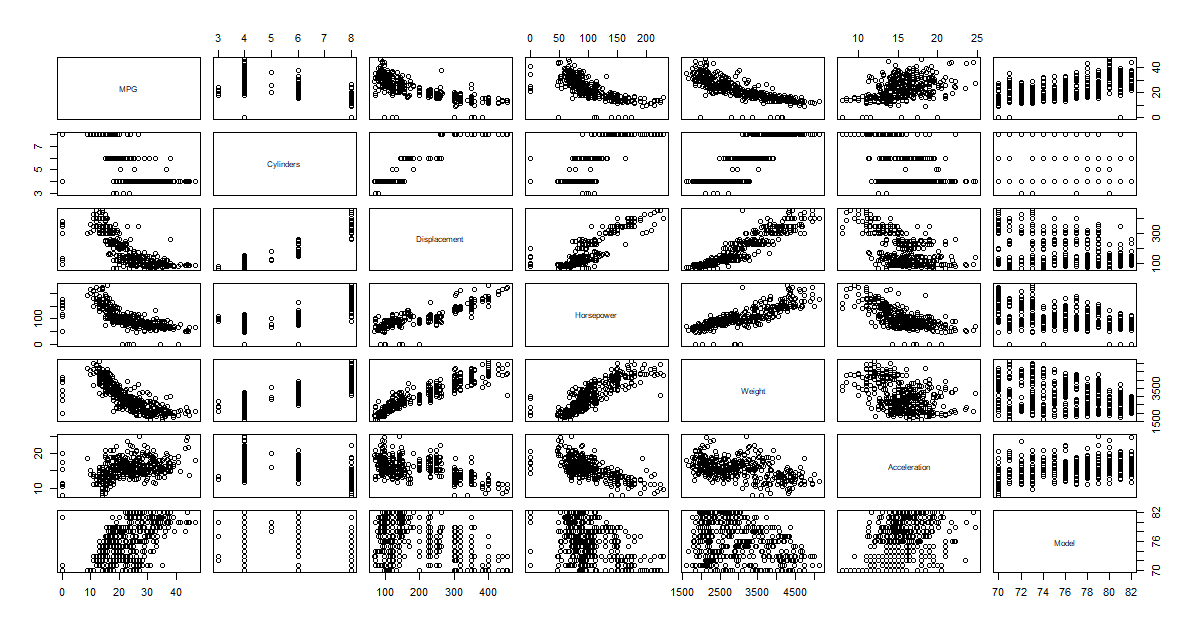 3 4 5 6 7 8 0 50 100 150 200 10 15 20 25
MPG 0 20 40
3 5 7 Cylinders
Displacement 100 300
0 100 Horsepower
Weight 1500 3500
10 20 Acceleration
Model 70 76 82
0 10 20 30 40 100 200 300 400 1500 2500 3500 4500 70 72 74 76 78 80 82